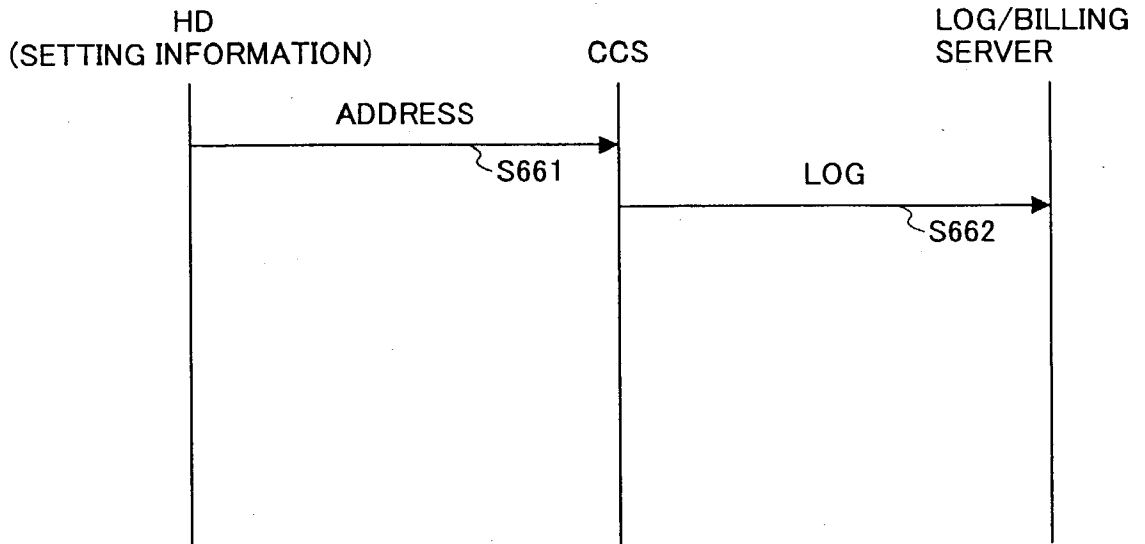 HD
(SETTING INFORMATION)
CCS
LOG/BILLING
SERVER
ADDRESS
S661
LOG
S662